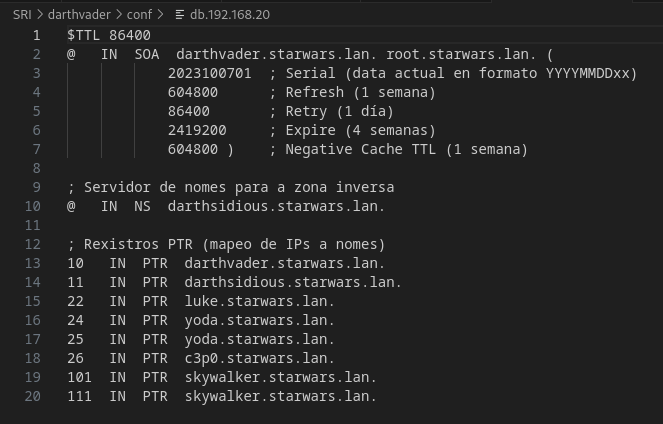 SRI > darthvader > conf > db.192.168.20
1 $TTL 86400
2 @ IN SOA darthvader.starwars.lan. root.starwars.lan. (
3 2023100701 ; Serial (data actual en formato YYYYMMDDxx)
4 604800 ; Refresh (1 semana)
5 86400 ; Retry (1 día)
6 2419200 ; Expire (4 semanas)
7 604800 ) ; Negative Cache TTL (1 semana)
8
9 ; Servidor de nomes para a zona inversa
10 @ IN NS darthsidious.starwars.lan.
11
12 ; Rexistros PTR (mapeo de IPs a nomes)
13 10 IN PTR darthvader.starwars.lan.
14 11 IN PTR darthsidious.starwars.lan.
15 22 IN PTR luke.starwars.lan.
16 24 IN PTR yoda.starwars.lan.
17 25 IN PTR yoda.starwars.lan.
18 26 IN PTR c3p0.starwars.lan.
19 101 IN PTR skywalker.starwars.lan.
20 111 IN PTR skywalker.starwars.lan.